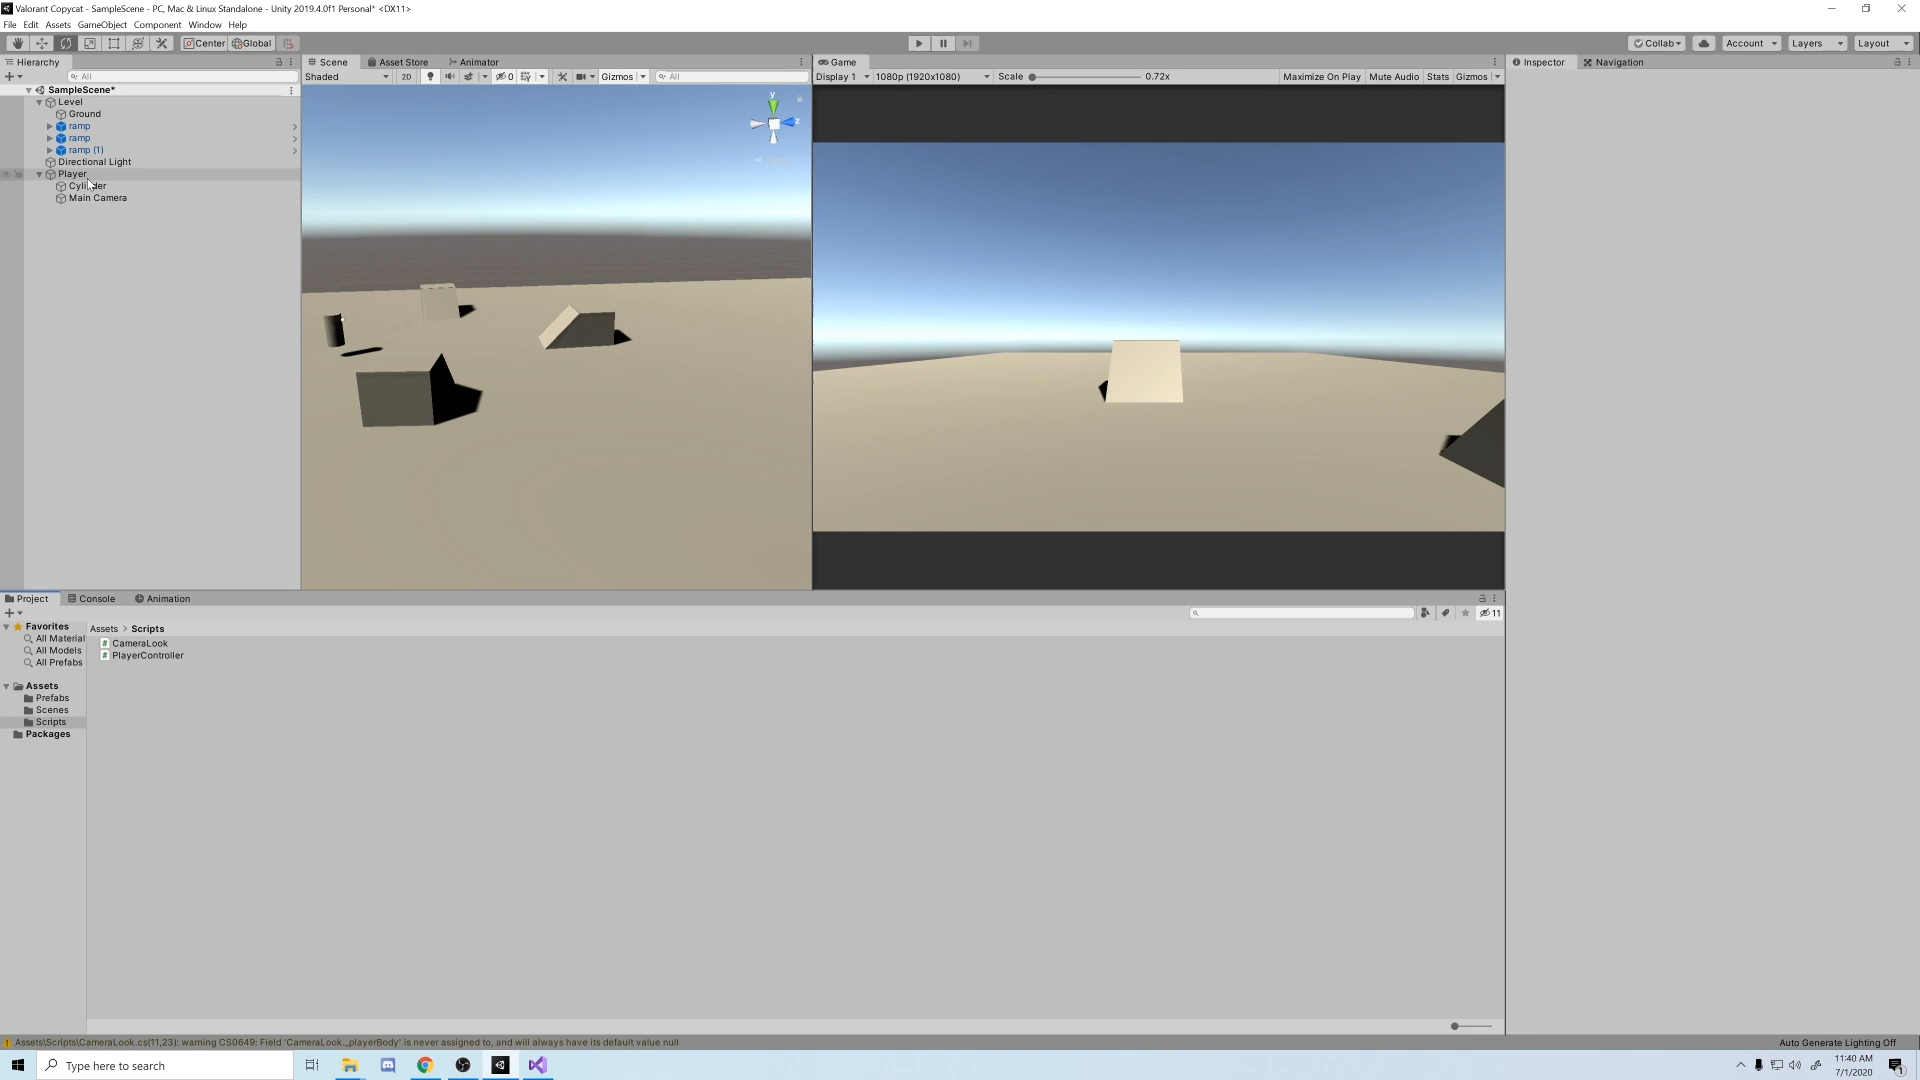 Valorant Copycat - SampleScene - PC, Mac & Linux Standalone - Unity 2019.4.0f1 Personal* <DX11>
File Edit Assets GameObject Component Window Help
Center Global Collab Account Layers Layout
Hierarchy
All
SampleScene*
Level
Ground
ramp
ramp
ramp (1)
Directional Light
Player
Cylinder
Main Camera
Scene Asset Store Animator
Shaded 2D 0 Gizmos All
y
z
Game
Display 1 1080p (1920x1080) Scale 0.72x Maximize On Play Mute Audio Stats Gizmos
Inspector Navigation
Project Console Animation
11
Favorites
All Material
All Models
All Prefabs
Assets
Prefabs
Scenes
Scripts
Packages
Assets > Scripts
CameraLook
PlayerController
Assets\Scripts\CameraLook.cs(11,23): warning CS0649: Field 'CameraLook._playerBody' is never assigned to, and will always have its default value null
Auto Generate Lighting Off
Type here to search
11:40 AM
7/1/2020
1